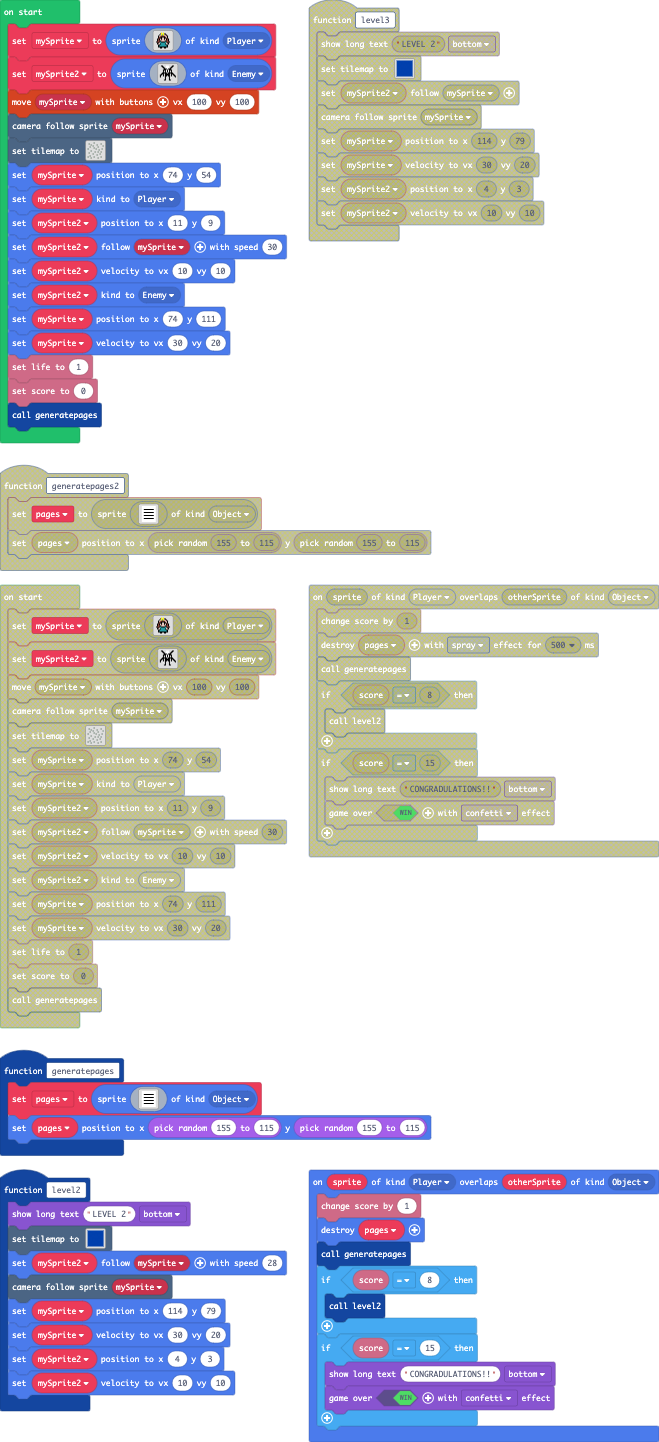 on start
set mySprite to sprite of kind Player
set mySprite2 to sprite of kind Enemy
move mySprite with buttons vx 100 vy 100
camera follow sprite mySprite
set tilemap to
set mySprite position to x 74 y 54
set mySprite kind to Player
set mySprite2 position to x 11 y 9
set mySprite2 follow mySprite with speed 30
set mySprite2 velocity to vx 10 vy 10
set mySprite2 kind to Enemy
set mySprite position to x 74 y 111
set mySprite velocity to vx 30 vy 20
set life to 1
set score to 0
call generatepages
function level3
show long text "LEVEL 2" bottom
set tilemap to
set mySprite2 follow mySprite
camera follow sprite mySprite
set mySprite position to x 114 y 79
set mySprite velocity to vx 30 vy 20
set mySprite2 position to x 4 y 3
set mySprite2 velocity to vx 10 vy 10
function generatepages2
set pages to sprite of kind Object
set pages position to x pick random 155 to 115 y pick random 155 to 115
on start
set mySprite to sprite of kind Player
set mySprite2 to sprite of kind Enemy
move mySprite with buttons vx 100 vy 100
camera follow sprite mySprite
set tilemap to
set mySprite position to x 74 y 54
set mySprite kind to Player
set mySprite2 position to x 11 y 9
set mySprite2 follow mySprite with speed 30
set mySprite2 velocity to vx 10 vy 10
set mySprite2 kind to Enemy
set mySprite position to x 74 y 111
set mySprite velocity to vx 30 vy 20
set life to 1
set score to 0
call generatepages
on sprite of kind Player overlaps otherSprite of kind Object
change score by 1
destroy pages with spray effect for 500 ms
call generatepages
if score = 8 then
call level2
if score = 15 then
show long text "CONGRADULATIONS!!" bottom
game over WIN with confetti effect
function generatepages
set pages to sprite of kind Object
set pages position to x pick random 155 to 115 y pick random 155 to 115
function level2
show long text "LEVEL 2" bottom
set tilemap to
set mySprite2 follow mySprite with speed 28
camera follow sprite mySprite
set mySprite position to x 114 y 79
set mySprite velocity to vx 30 vy 20
set mySprite2 position to x 4 y 3
set mySprite2 velocity to vx 10 vy 10
on sprite of kind Player overlaps otherSprite of kind Object
change score by 1
destroy pages
call generatepages
if score = 8 then
call level2
if score = 15 then
show long text "CONGRADULATIONS!!" bottom
game over WIN with confetti effect